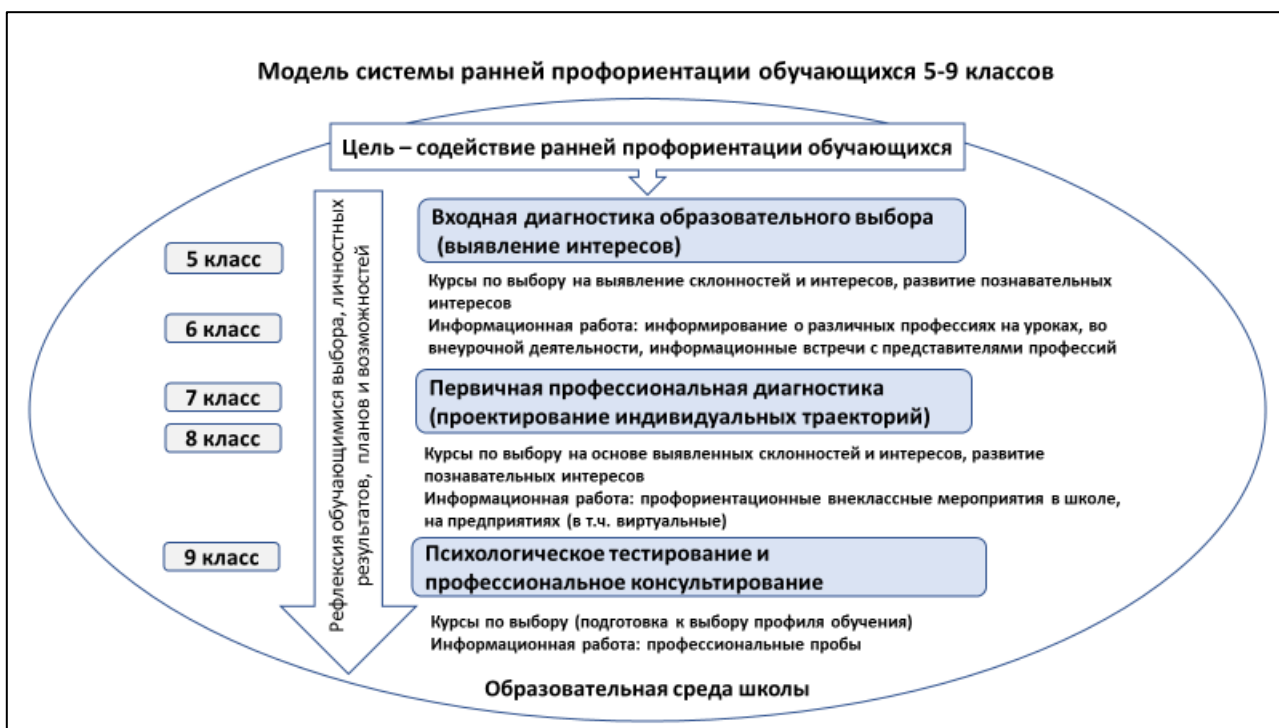 Модель системы ранней профориентации обучающихся 5-9 классов
Цель – содействие ранней профориентации обучающихся
Рефлексия обучающимися выбора, личностных
результатов, планов и возможностей
Входная диагностика образовательного выбора
(выявление интересов)
5 класс
Курсы по выбору на выявление склонностей и интересов, развитие познавательных
интересов
6 класс
Информационная работа: информирование о различных профессиях на уроках, во
внеурочной деятельности, информационные встречи с представителями профессий
7 класс
Первичная профессиональная диагностика
(проектирование индивидуальных траекторий)
8 класс
Курсы по выбору на основе выявленных склонностей и интересов, развитие
познавательных интересов
Информационная работа: профориентационные внеклассные мероприятия в школе,
на предприятиях (в т.ч. виртуальные)
9 класс
Психологическое тестирование и
профессиональное консультирование
Курсы по выбору (подготовка к выбору профиля обучения)
Информационная работа: профессиональные пробы
Образовательная среда школы